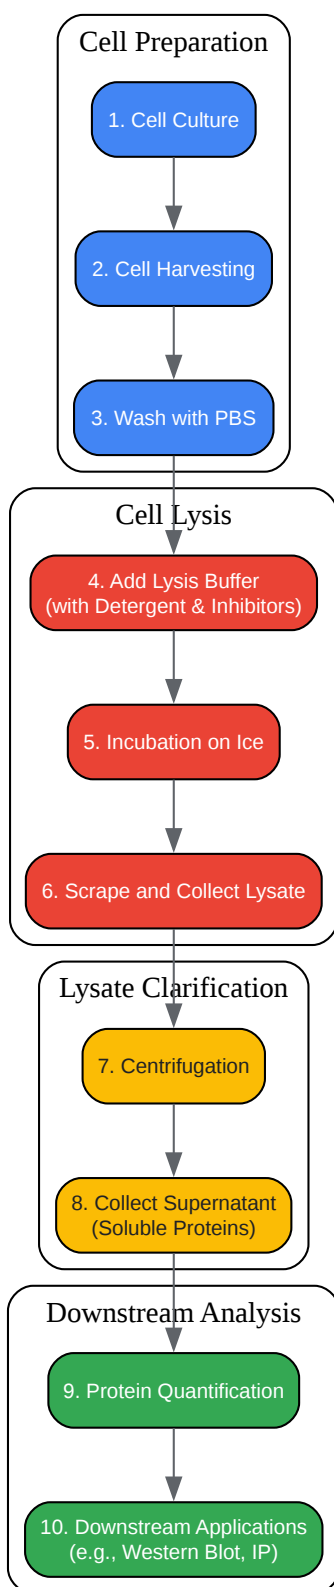 Cell Preparation
1. Cell Culture
2. Cell Harvesting
3. Wash with PBS
Cell Lysis
4. Add Lysis Buffer
(with Detergent & Inhibitors)
5. Incubation on Ice
6. Scrape and Collect Lysate
Lysate Clarification
7. Centrifugation
8. Collect Supernatant
(Soluble Proteins)
Downstream Analysis
9. Protein Quantification
10. Downstream Applications
(e.g., Western Blot, IP)